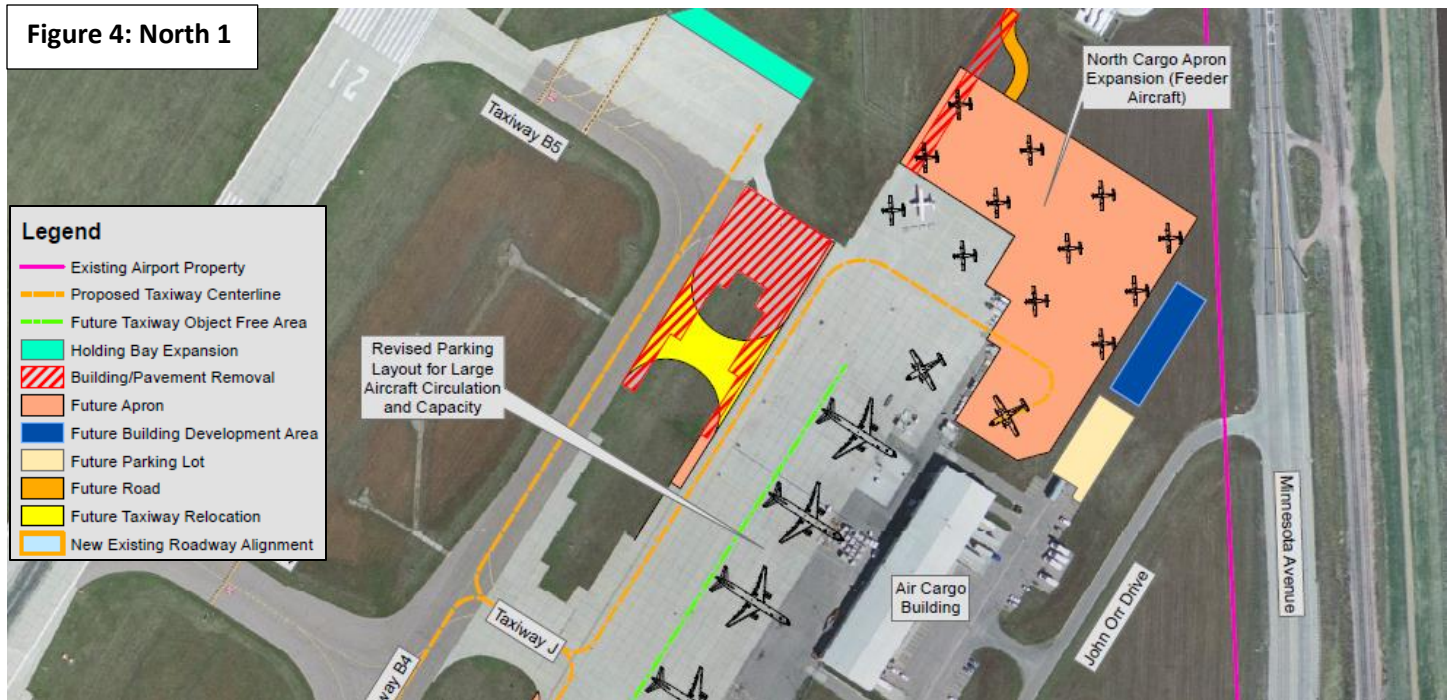 Figure 4: North 1
12
Taxiway B5
North Cargo Apron
Expansion (Feeder
Aircraft)
Legend
Existing Airport Property
Proposed Taxiway Centerline
Future Taxiway Object Free Area
Holding Bay Expansion
Building/Pavement Removal
Future Apron
Future Building Development Area
Future Parking Lot
Future Road
Future Taxiway Relocation
New Existing Roadway Alignment
Revised Parking
Layout for Large
Aircraft Circulation
and Capacity
Air Cargo
Building
Minnesota Avenue
John Orr Drive
Taxiway J
way B4